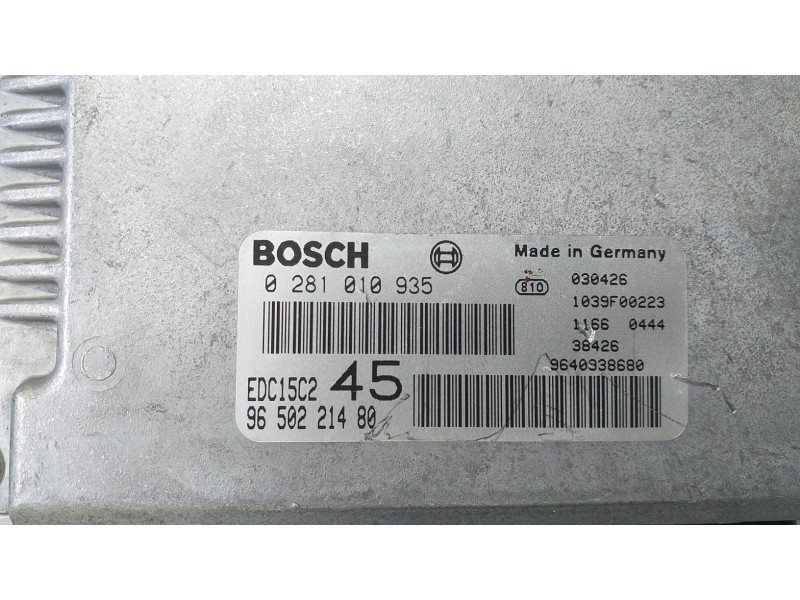 BOSCH
Made in Germany
0 281 010 935
810
030426
1039F00223
1166 0444
38426
9640938680
EDC15C2 45
96 502 214 80